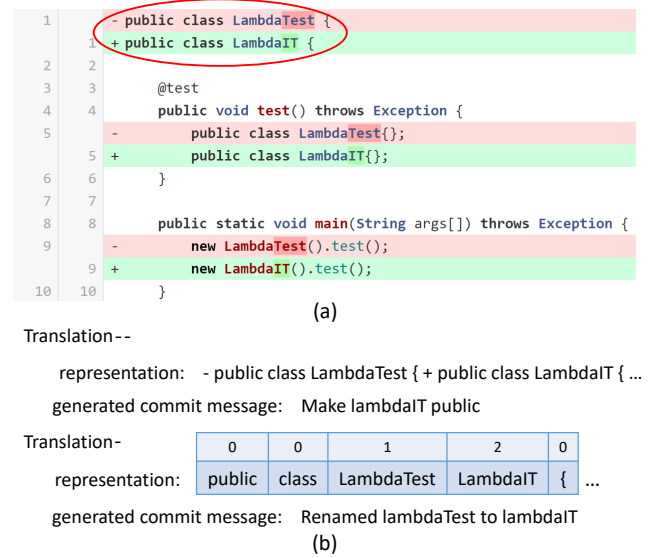 1 - public class LambdaTest {
1 + public class LambdaIT {
2 2
3 3 @test
4 4 public void test() throws Exception {
5 - public class LambdaTest{};
5 + public class LambdaIT{};
6 6 }
7 7
8 8 public static void main(String args[]) throws Exception {
9 - new LambdaTest().test();
9 + new LambdaIT().test();
10 10 }
(a)
Translation--
representation: - public class LambdaTest { + public class LambdaIT { ...
generated commit message: Make lambdaIT public
Translation-
0 0 1 2 0
representation: public class LambdaTest LambdaIT { ...
generated commit message: Renamed lambdaTest to lambdaIT
(b)